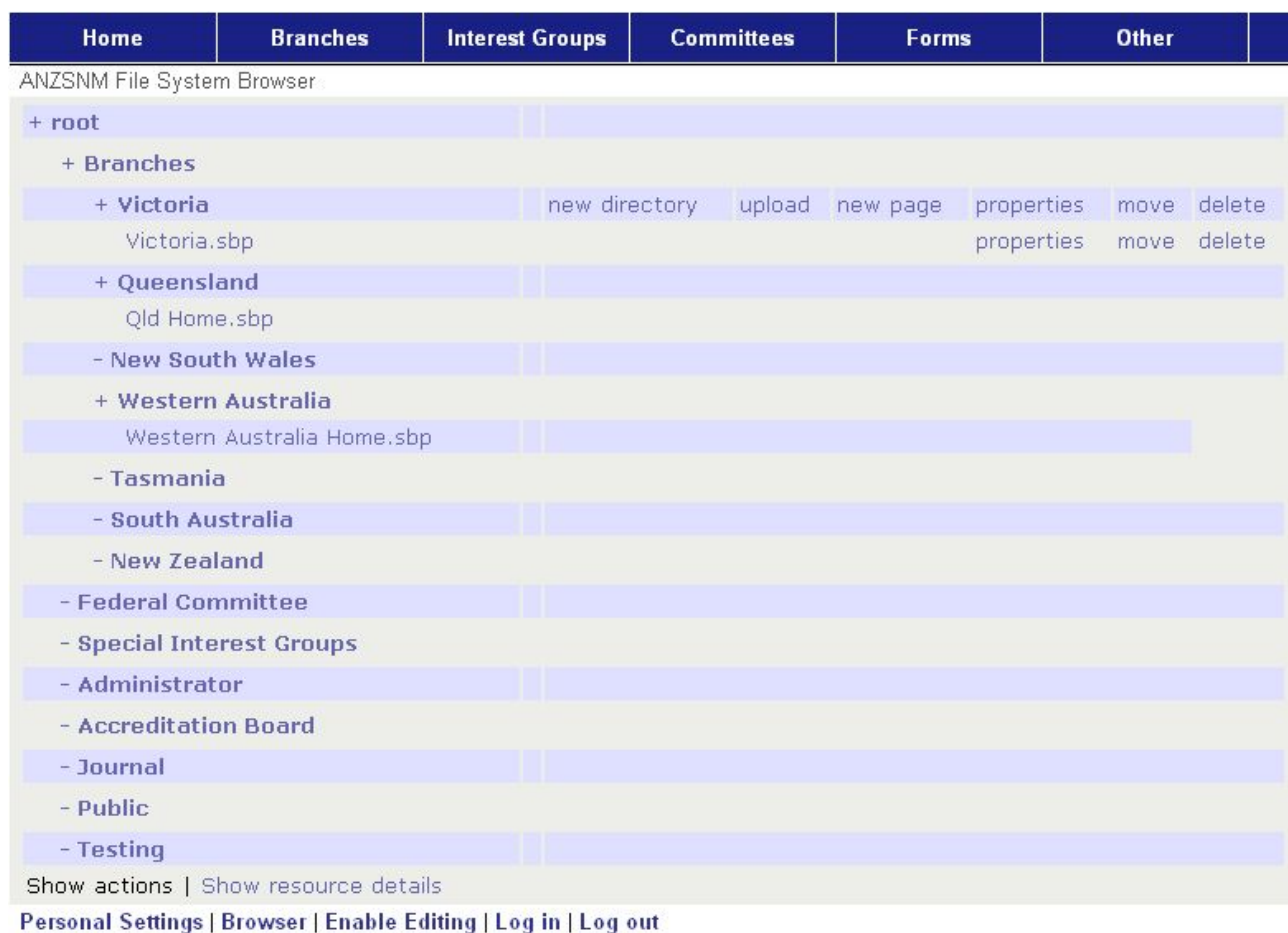 Home Branches Interest Groups Committees Forms Other
ANZSNM File System Browser
+ root
+ Branches
+ Victoria new directory upload new page properties move delete
Victoria.sbp properties move delete
+ Queensland
Qld Home.sbp
- New South Wales
+ Western Australia
Western Australia Home.sbp
- Tasmania
- South Australia
- New Zealand
- Federal Committee
- Special Interest Groups
- Administrator
- Accreditation Board
- Journal
- Public
- Testing
Show actions | Show resource details
Personal Settings | Browser | Enable Editing | Log in | Log out